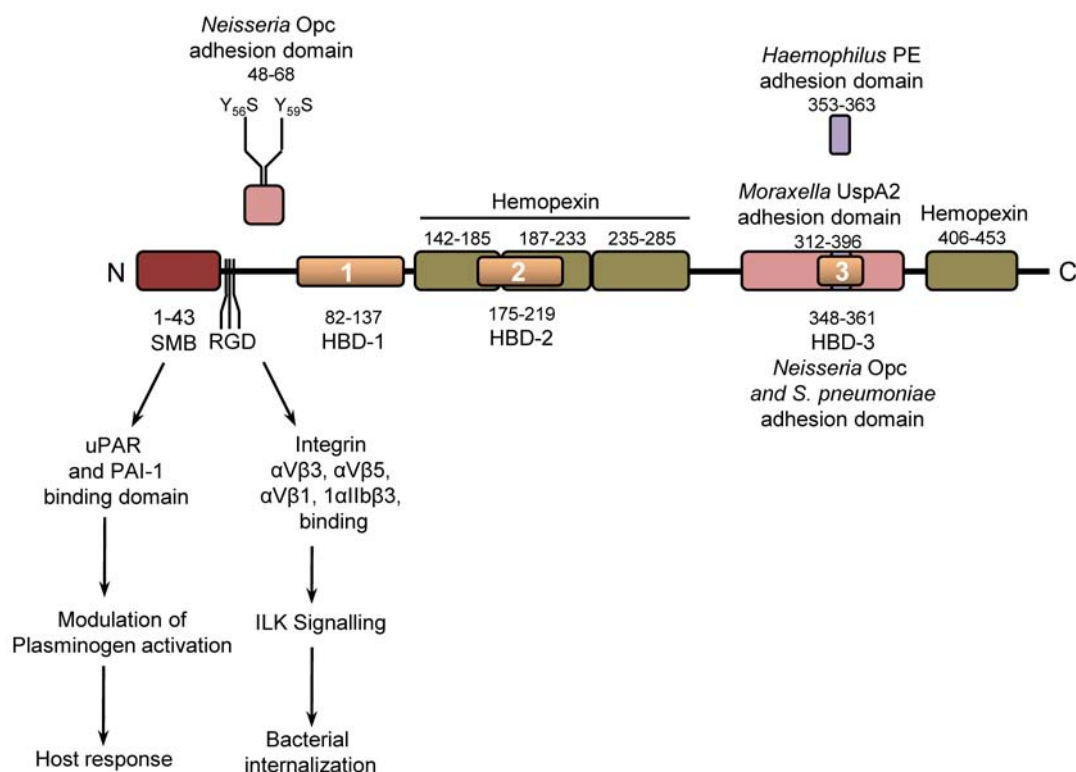 Neisseria Opc
adhesion domain
48-68
Y56S Y59S
Haemophilus PE
adhesion domain
353-363
Hemopexin
142-185 187-233 235-285
Moraxella UspA2
adhesion domain
312-396
Hemopexin
406-453
N 1 2 3 C
1-43
SMB
RGD
82-137
HBD-1
175-219
HBD-2
348-361
HBD-3
Neisseria Opc
and S. pneumoniae
adhesion domain
uPAR
and PAI-1
binding domain
Integrin
αVβ3, αVβ5,
αVβ1, 1αIIbβ3,
binding
Modulation of
Plasminogen activation
ILK Signalling
Host response
Bacterial
internalization